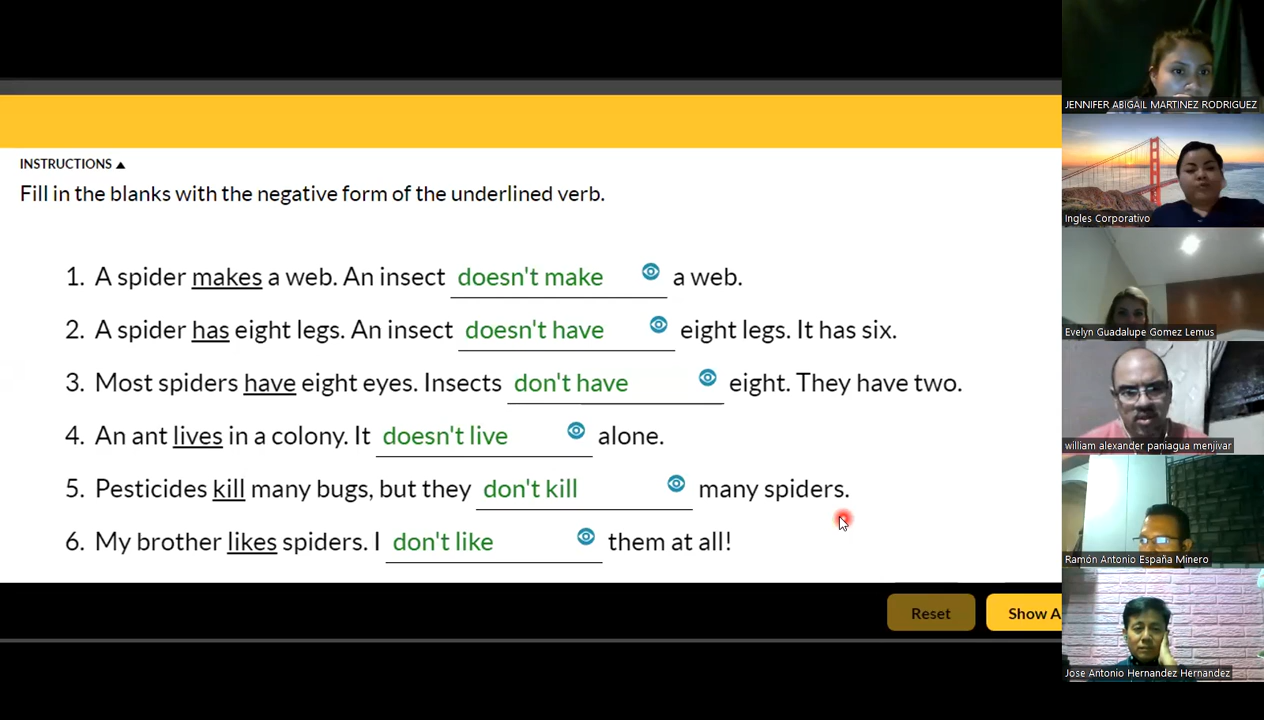 INSTRUCTIONS ▲
Fill in the blanks with the negative form of the underlined verb.
1. A spider makes a web. An insect doesn't make a web.
2. A spider has eight legs. An insect doesn't have eight legs. It has six.
3. Most spiders have eight eyes. Insects don't have eight. They have two.
4. An ant lives in a colony. It doesn't live alone.
5. Pesticides kill many bugs, but they don't kill many spiders.
6. My brother likes spiders. I don't like them at all!
Reset
Show A
JENNIFER ABIGAIL MARTINEZ RODRIGUEZ
Ingles Corporativo
Evelyn Guadalupe Gomez Lemus
william alexander paniagua menjivar
Ramón Antonio España Minero
Jose Antonio Hernandez Hernandez